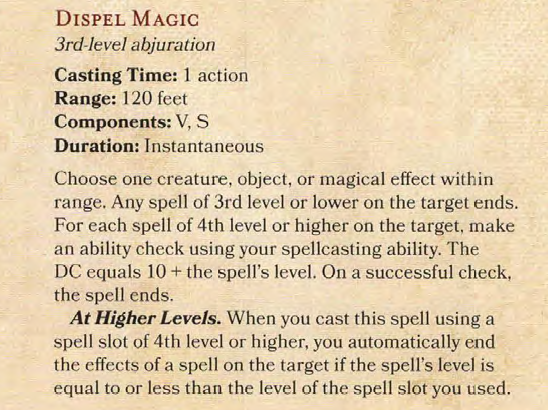 DISPEL MAGIC
3rd-level abjuration
Casting Time: 1 action
Range: 120 feet
Components: V, S
Duration: Instantaneous
Choose one creature, object, or magical effect within
range. Any spell of 3rd level or lower on the target ends.
For each spell of 4th level or higher on the target, make
an ability check using your spellcasting ability. The
DC equals 10 + the spell's level. On a successful check,
the spell ends.
At Higher Levels. When you cast this spell using a
spell slot of 4th level or higher, you automatically end
the effects of a spell on the target if the spell's level is
equal to or less than the level of the spell slot you used.